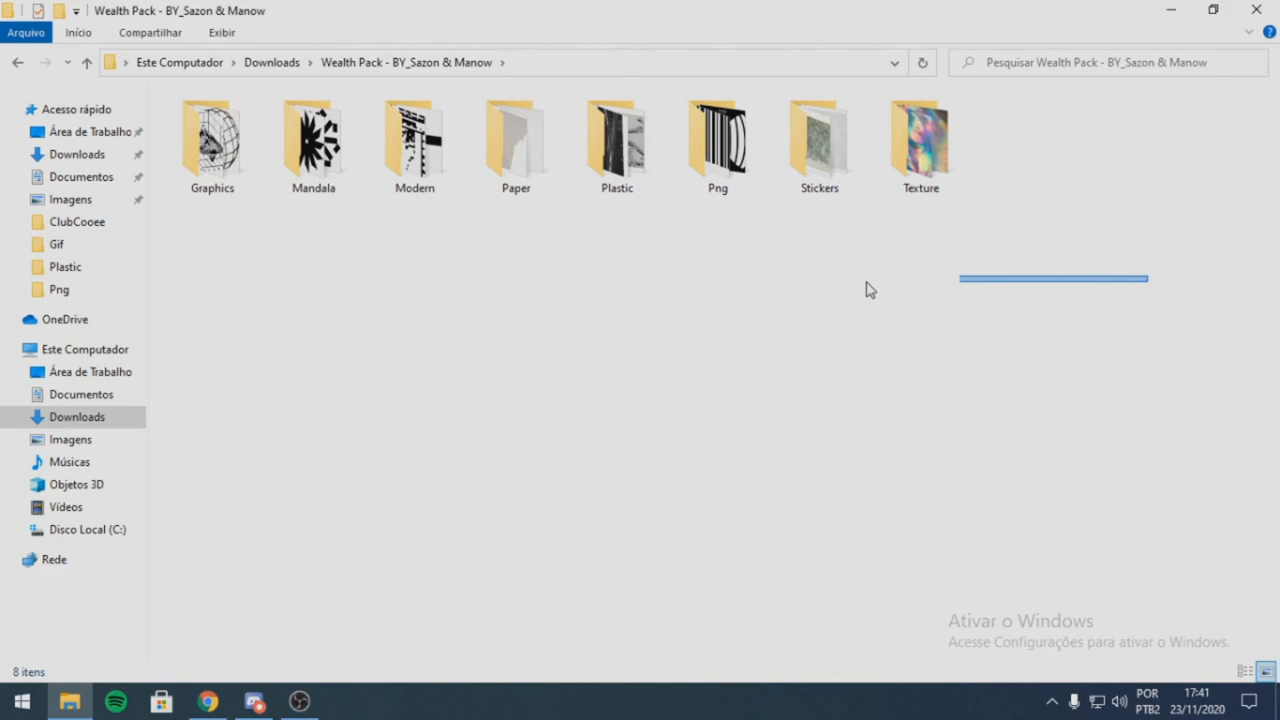 Wealth Pack - BY_Sazon & Manow
Arquivo Início Compartilhar Exibir
Este Computador Downloads Wealth Pack - BY_Sazon & Manow
Pesquisar Wealth Pack - BY_Sazon & Manow
Acesso rápido
Área de Trabalho
Downloads
Documentos
Imagens
ClubCooee
Gif
Plastic
Png
OneDrive
Este Computador
Área de Trabalho
Documentos
Downloads
Imagens
Músicas
Objetos 3D
Vídeos
Disco Local (C:)
Rede
Graphics Mandala Modern Paper Plastic Png Stickers Texture
Ativar o Windows
Acesse Configurações para ativar o Windows.
8 itens
POR
PTB2
17:41
23/11/2020